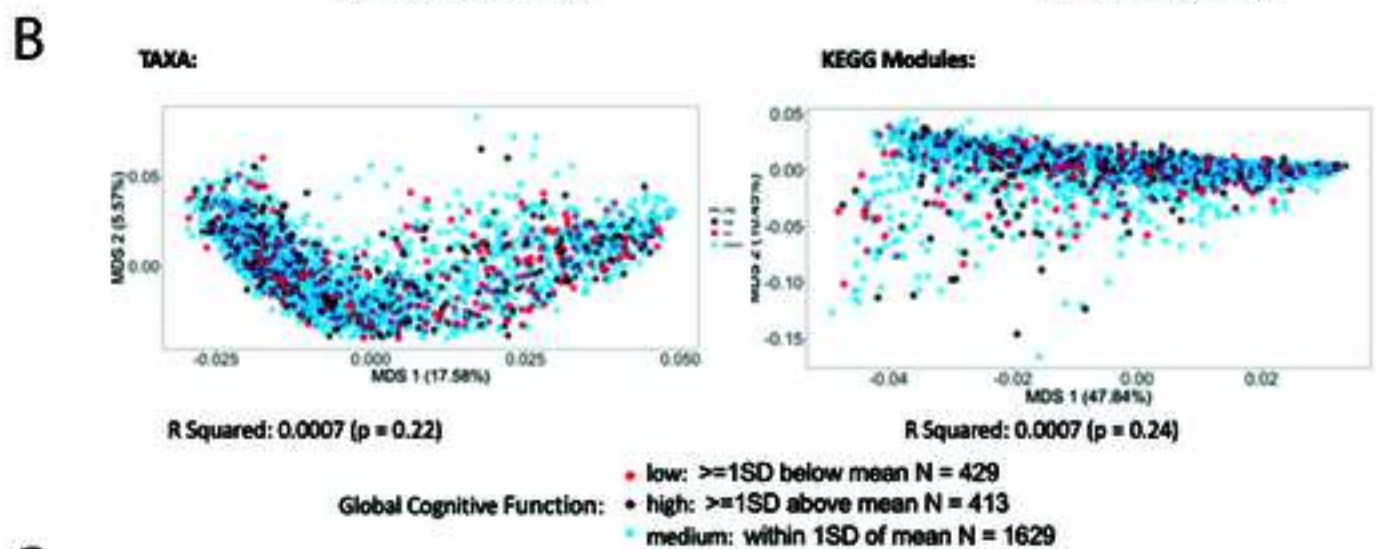 B
TAXA:
KEGG Modules:
0.05
0.00
MDS 2 (5.57%)
-0.025
0.000
0.025
0.050
MDS 1 (17.58%)
0.05
0.00
-0.05
-0.10
-0.15
-0.04
-0.02
0.00
0.02
MDS 1 (47.84%)
R Squared: 0.0007 (p = 0.22)
R Squared: 0.0007 (p = 0.24)
Global Cognitive Function:
low: >=1SD below mean N = 429
high: >=1SD above mean N = 413
medium: within 1SD of mean N = 1629